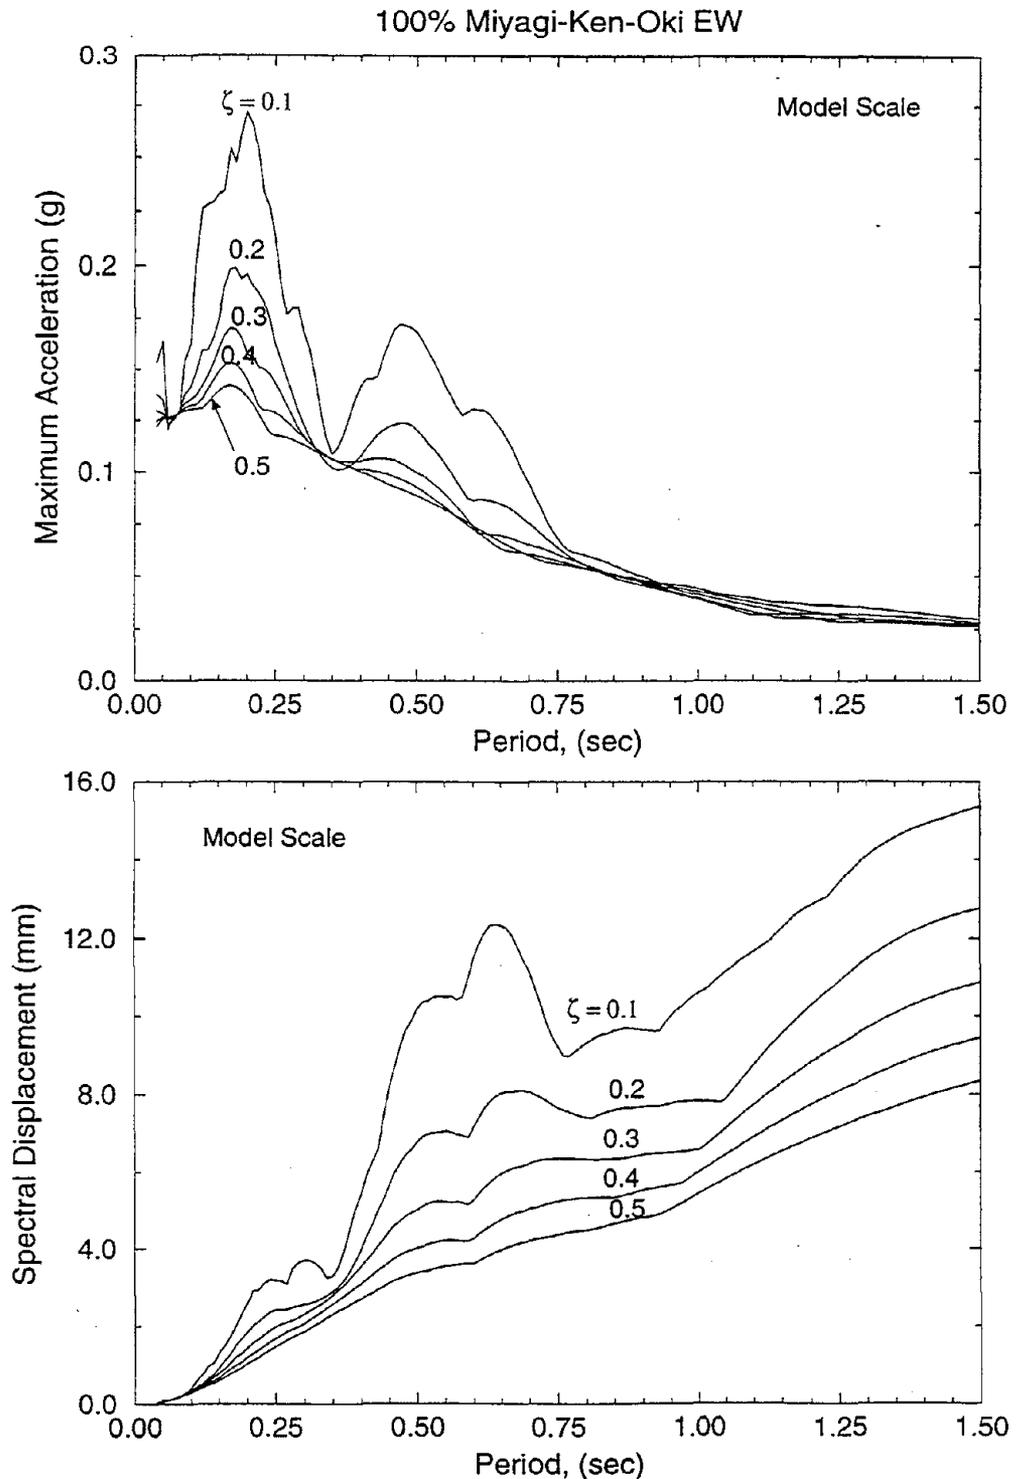 100% Miyagi-Ken-Oki EW
0.3
ζ = 0.1
Model Scale
0.2
0.2
0.3
0.4
0.5
0.1
0.0
Maximum Acceleration (g)
0.00 0.25 0.50 0.75 1.00 1.25 1.50
Period, (sec)
16.0
Model Scale
12.0
ζ = 0.1
8.0
0.2
0.3
0.4
0.5
4.0
0.0
Spectral Displacement (mm)
0.00 0.25 0.50 0.75 1.00 1.25 1.50
Period, (sec)